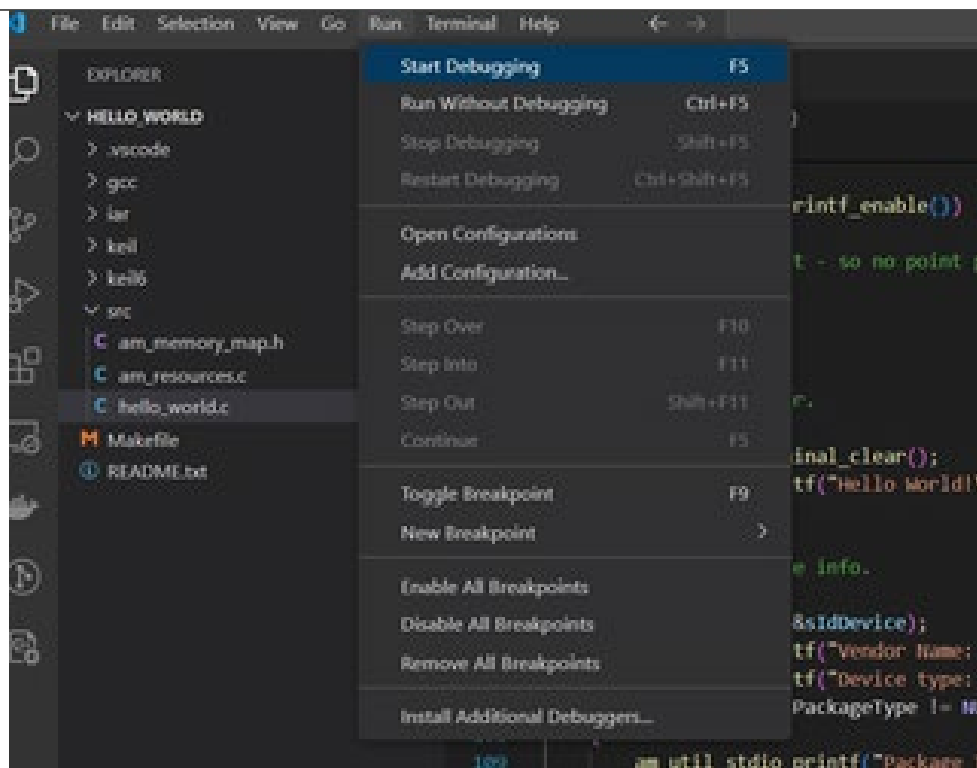 File Edit Selection View Go Run Terminal Help
EXPLORER
HELLO_WORLD
.vscode
gcc
iar
keil
keil6
src
C am_memory_map.h
C am_resources.c
C hello_world.c
M Makefile
README.txt
Start Debugging F5
Run Without Debugging Ctrl+F5
Stop Debugging Shift+F5
Restart Debugging Ctrl+Shift+F5
Open Configurations
Add Configuration...
Step Over F10
Step Into F11
Step Out Shift+F11
Continue F5
Toggle Breakpoint F9
New Breakpoint
Enable All Breakpoints
Disable All Breakpoints
Remove All Breakpoints
Install Additional Debuggers...
)
rintf_enable())
t - so no point
r.
inal_clear();
tf("Hello World!
e info.
&sIdDevice);
tf("Vendor Name:
tf("Device type:
PackageType != N
109 am_util_stdio_printf("Package